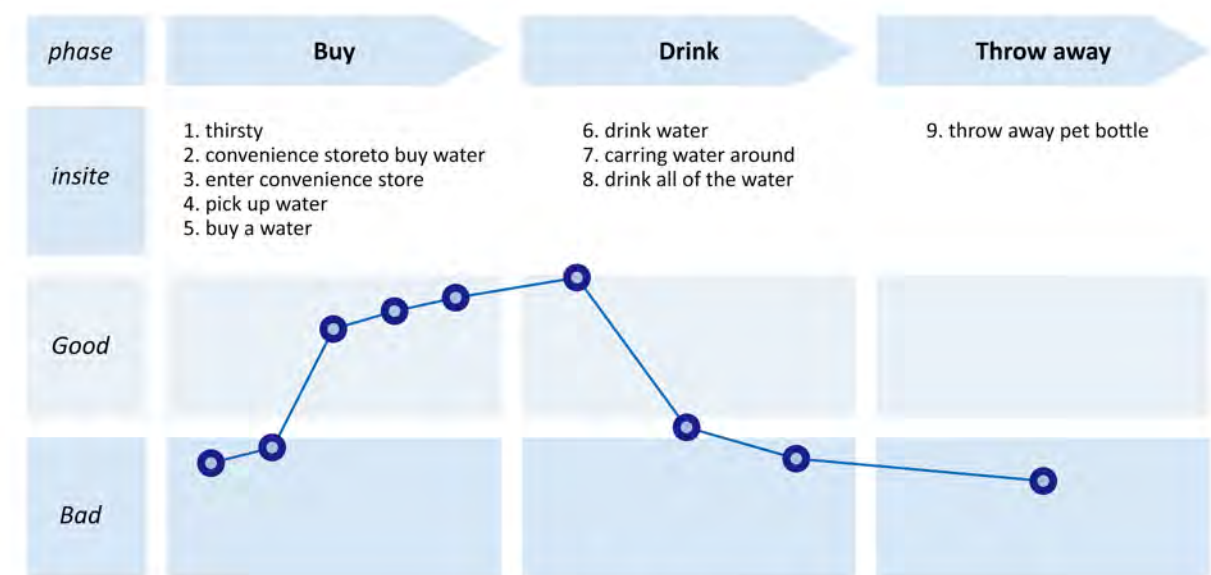 phase
Buy
Drink
Throw away
insite
1. thirsty
2. convenience storeto buy water
3. enter convenience store
4. pick up water
5. buy a water
6. drink water
7. carring water around
8. drink all of the water
9. throw away pet bottle
Good
Bad